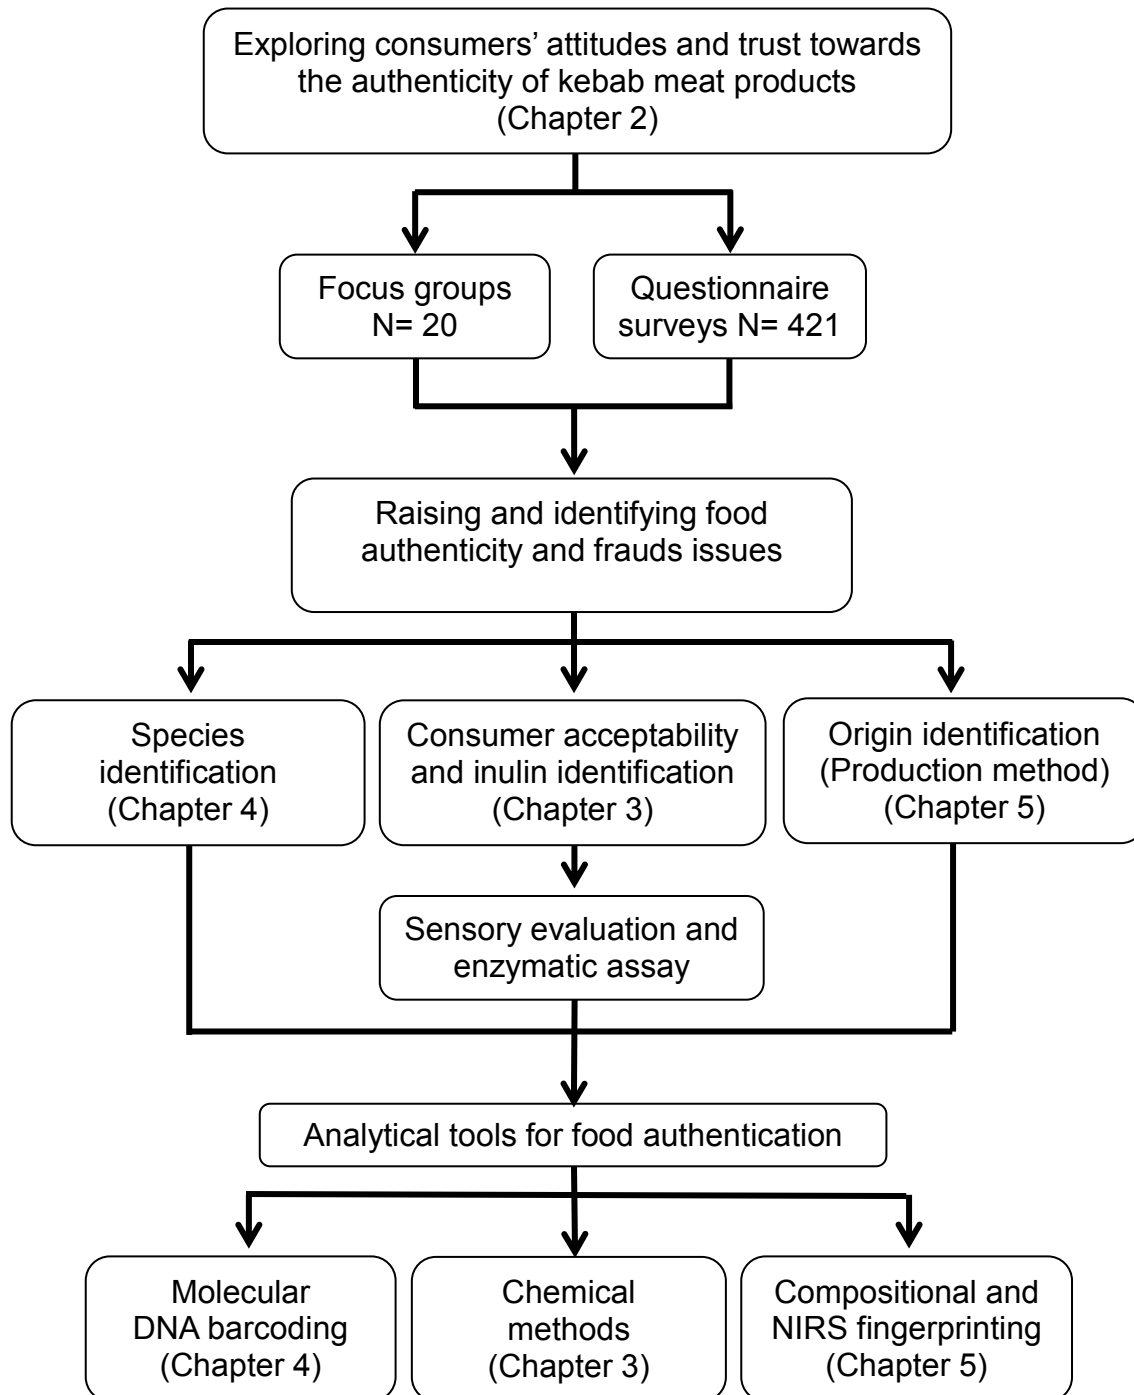 Exploring consumers’ attitudes and trust towards
the authenticity of kebab meat products
(Chapter 2)
Focus groups
N= 20
Questionnaire
surveys N= 421
Raising and identifying food
authenticity and frauds issues
Species
identification
(Chapter 4)
Consumer acceptability
and inulin identification
(Chapter 3)
Origin identification
(Production method)
(Chapter 5)
Sensory evaluation and
enzymatic assay
Analytical tools for food authentication
Molecular
DNA barcoding
(Chapter 4)
Chemical
methods
(Chapter 3)
Compositional and
NIRS fingerprinting
(Chapter 5)